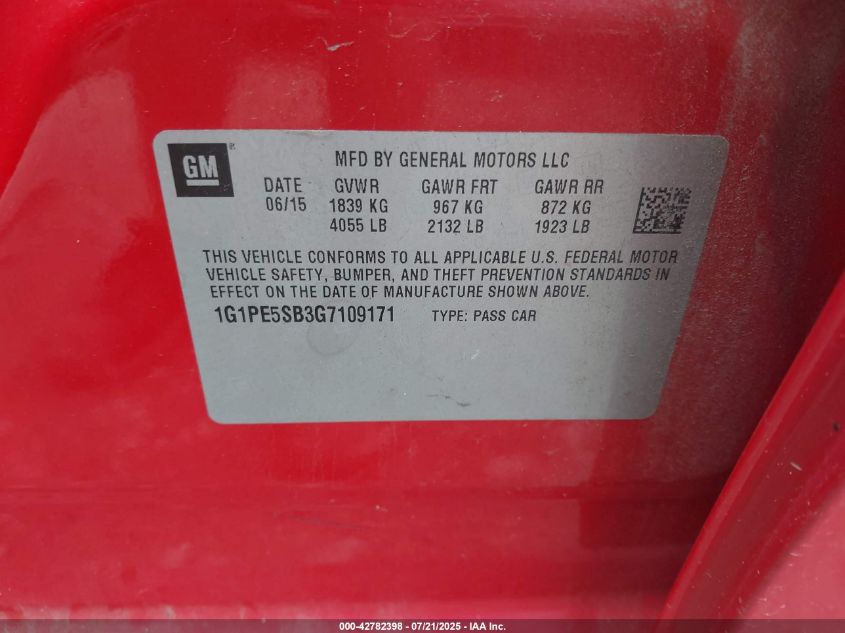 GM
MFD BY GENERAL MOTORS LLC
DATE GVWR GAWR FRT GAWR RR
06/15 1839 KG 967 KG 872 KG
4055 LB 2132 LB 1923 LB
THIS VEHICLE CONFORMS TO ALL APPLICABLE U.S. FEDERAL MOTOR
VEHICLE SAFETY, BUMPER, AND THEFT PREVENTION STANDARDS IN
EFFECT ON THE DATE OF MANUFACTURE SHOWN ABOVE.
1G1PE5SB3G7109171 TYPE: PASS CAR
000-42782398 - 07/21/2025 - IAA Inc.